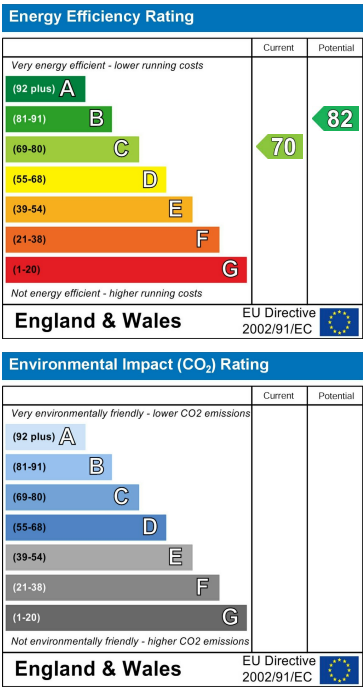 Energy Efficiency Rating
Current Potential
Very energy efficient - lower running costs
(92 plus) A
(81-91) B
82
(69-80) C
70
(55-68) D
(39-54) E
(21-38) F
(1-20) G
Not energy efficient - higher running costs
England & Wales
EU Directive
2002/91/EC
Environmental Impact (CO2) Rating
Current Potential
Very environmentally friendly - lower CO2 emissions
(92 plus) A
(81-91) B
(69-80) C
(55-68) D
(39-54) E
(21-38) F
(1-20) G
Not environmentally friendly - higher CO2 emissions
England & Wales
EU Directive
2002/91/EC